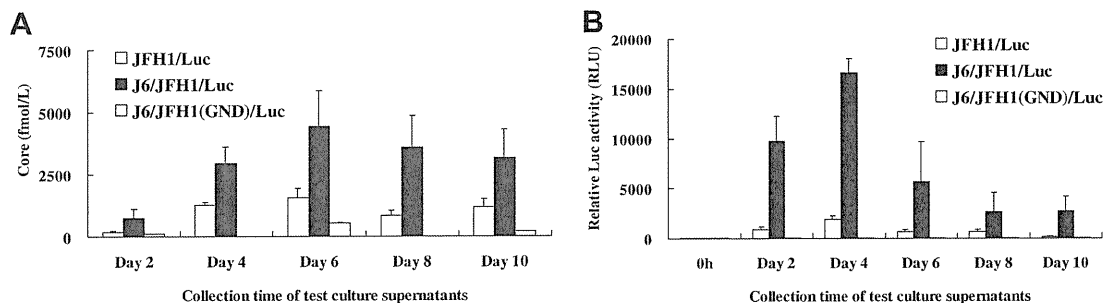 A
7500
5000
2500
0
Core (fmol/L)
JFH1/Luc
J6/JFH1/Luc
J6/JFH1(GND)/Luc
Day 2 Day 4 Day 6 Day 8 Day 10
Collection time of test culture supernatants
B
20000
15000
10000
5000
0
Relative Luc activity (RLU)
JFH1/Luc
J6/JFH1/Luc
J6/JFH1(GND)/Luc
0h Day 2 Day 4 Day 6 Day 8 Day 10
Collection time of test culture supernatants